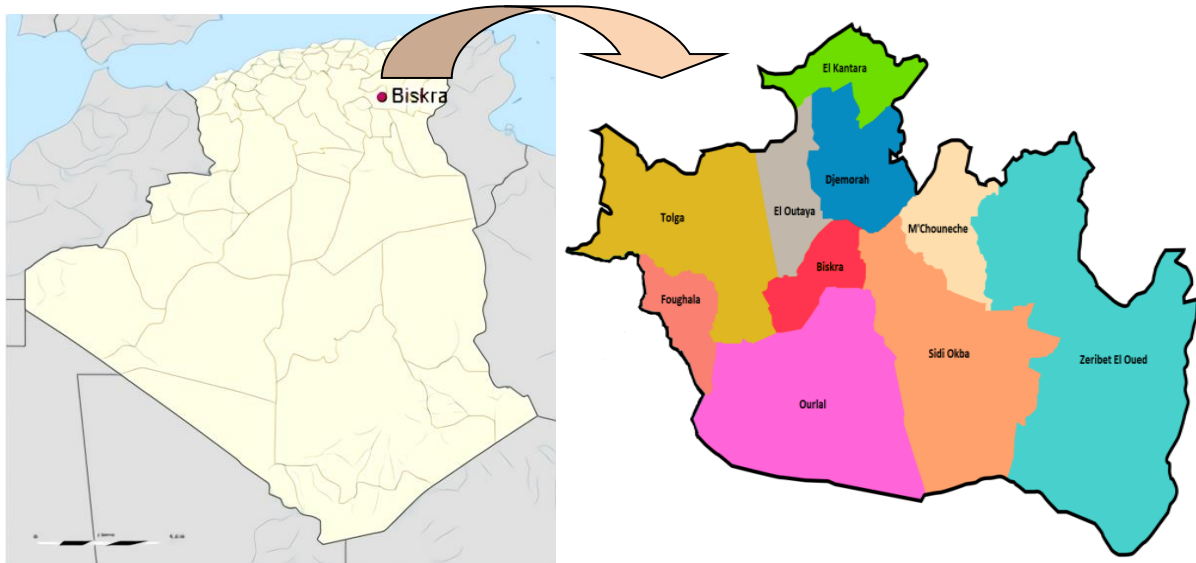 Biskra
El Kantara
Djemorah
El Outaya
Tolga
M'Chouneche
Biskra
Foughala
Sidi Okba
Zeribet El Oued
Ourlal